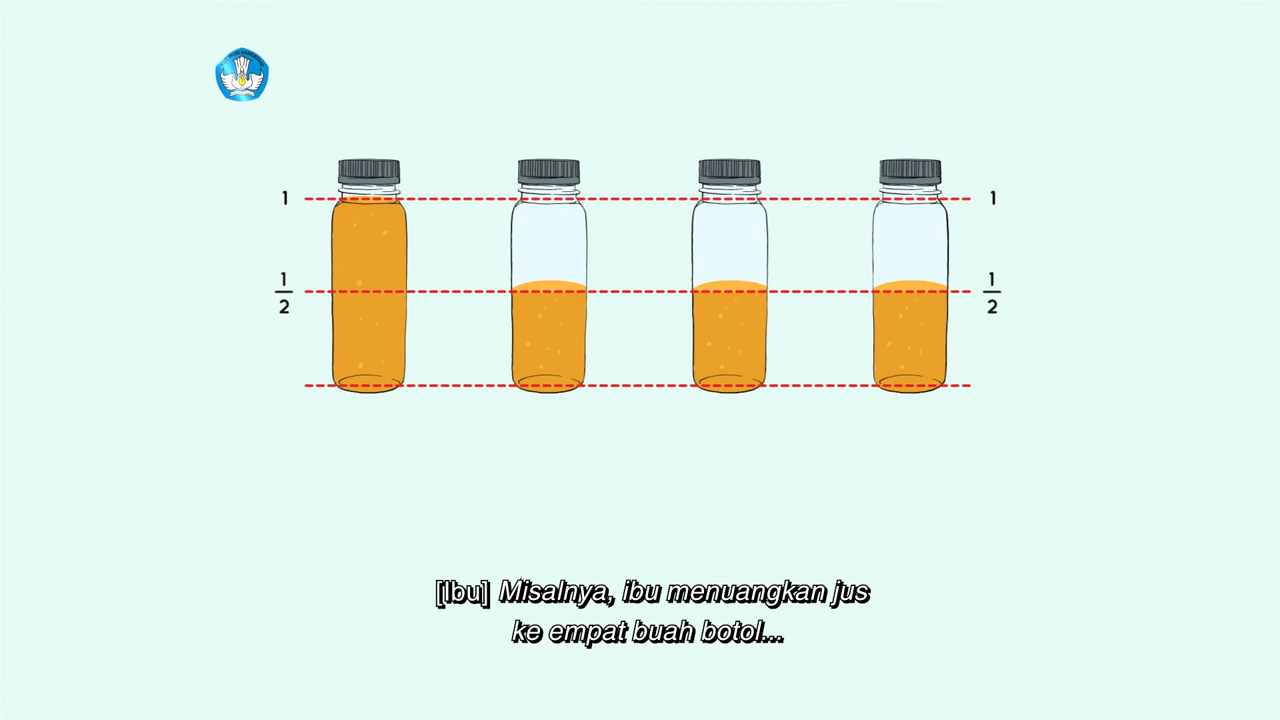 1 1
1/2 1/2
[Ibu] Misalnya, ibu menuangkan jus
ke empat buah botol...